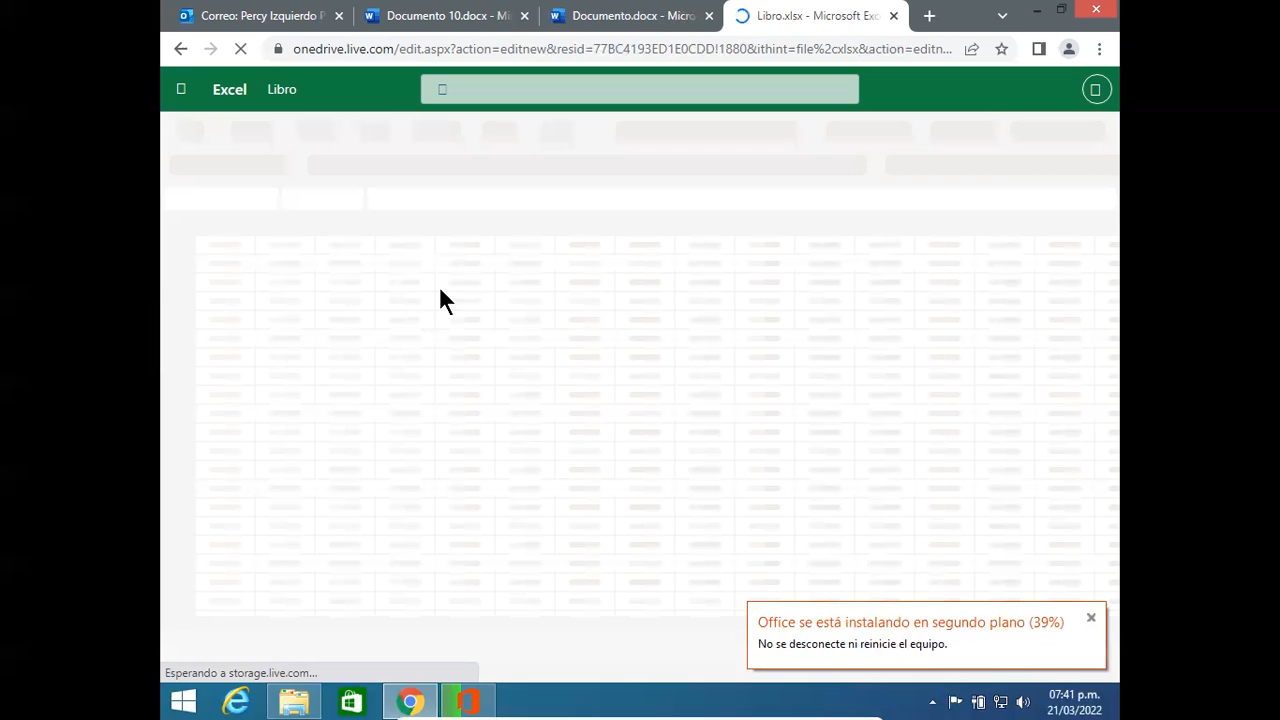 Correo: Percy Izquierdo P
Documento 10.docx - Mi
Documento.docx - Micro
Libro.xlsx - Microsoft Exc
onedrive.live.com/edit.aspx?action=editnew&resid=77BC4193ED1E0CDD!1880&ithint=file%2cxlsx&action=editn...
Excel
Libro
Office se está instalando en segundo plano (39%)
No se desconecte ni reinicie el equipo.
Esperando a storage.live.com...
07:41 p.m.
21/03/2022